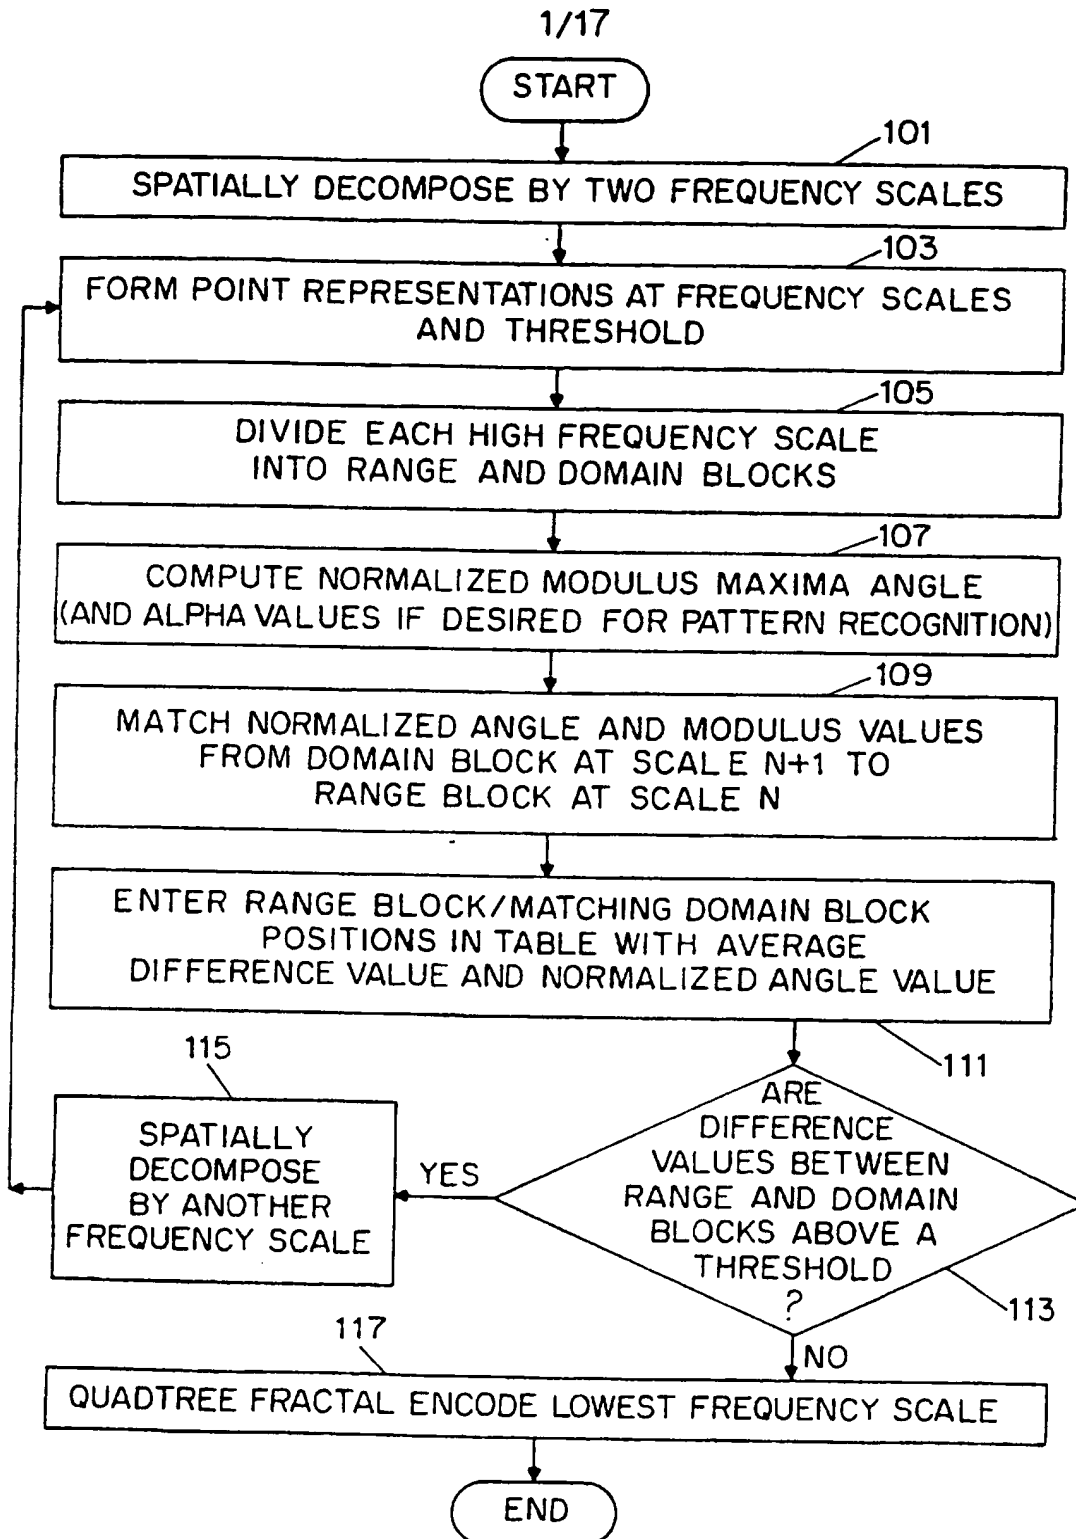 1/17
START
101
SPATIALLY DECOMPOSE BY TWO FREQUENCY SCALES
103
FORM POINT REPRESENTATIONS AT FREQUENCY SCALES
AND THRESHOLD
105
DIVIDE EACH HIGH FREQUENCY SCALE
INTO RANGE AND DOMAIN BLOCKS
107
COMPUTE NORMALIZED MODULUS MAXIMA ANGLE
(AND ALPHA VALUES IF DESIRED FOR PATTERN RECOGNITION)
109
MATCH NORMALIZED ANGLE AND MODULUS VALUES
FROM DOMAIN BLOCK AT SCALE N+1 TO
RANGE BLOCK AT SCALE N
ENTER RANGE BLOCK/MATCHING DOMAIN BLOCK
POSITIONS IN TABLE WITH AVERAGE
DIFFERENCE VALUE AND NORMALIZED ANGLE VALUE
111
115
SPATIALLY
DECOMPOSE
BY ANOTHER
FREQUENCY SCALE
YES
ARE
DIFFERENCE
VALUES BETWEEN
RANGE AND DOMAIN
BLOCKS ABOVE A
THRESHOLD
?
113
NO
117
QUADTREE FRACTAL ENCODE LOWEST FREQUENCY SCALE
END